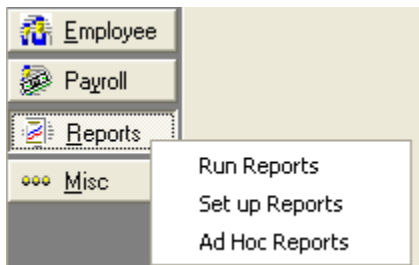 Employee
Payroll
Reports
Misc
Run Reports
Set up Reports
Ad Hoc Reports